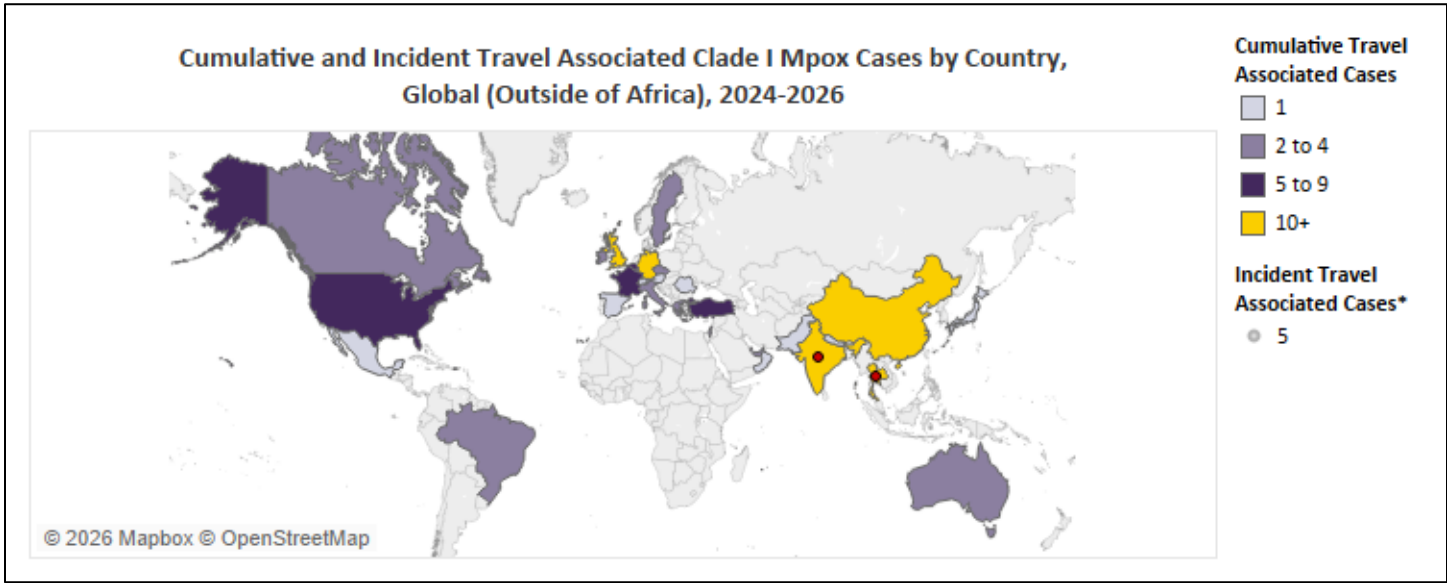 Cumulative and Incident Travel Associated Clade I Mpox Cases by Country,
Global (Outside of Africa), 2024-2026
Cumulative Travel
Associated Cases
1
2 to 4
5 to 9
10+
Incident Travel
Associated Cases*
5
© 2026 Mapbox © OpenStreetMap